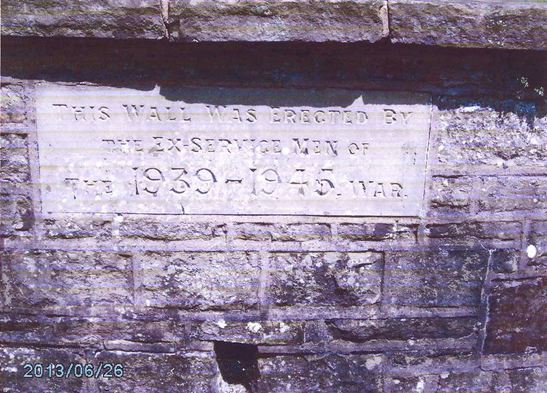 THIS WALL WAS ERECTED BY
THE EX-SERVICE MEN OF
THE 1939-1945 WAR.
2013/06/26